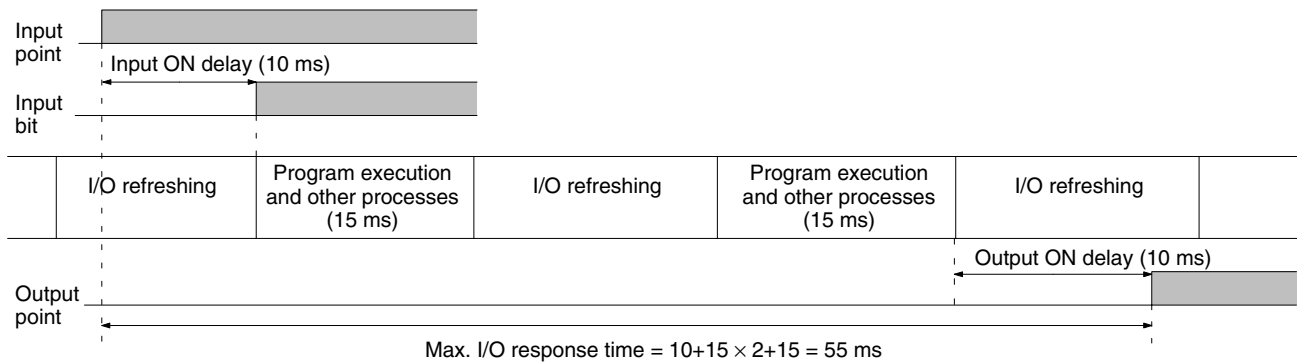 Input
point
Input ON delay (10 ms)
Input
bit
I/O refreshing
Program execution
and other processes
(15 ms)
I/O refreshing
Program execution
and other processes
(15 ms)
I/O refreshing
Output ON delay (10 ms)
Output
point
Max. I/O response time = 10+15 × 2+15 = 55 ms